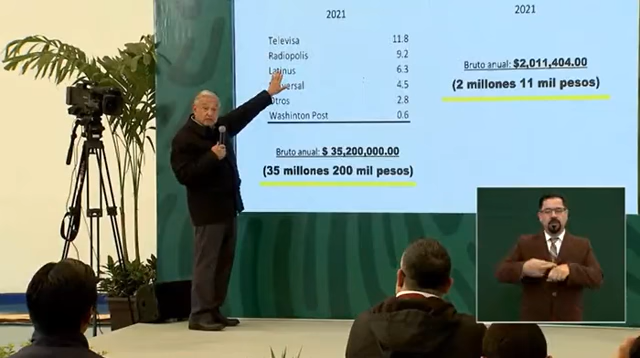 2021
Televisa 11.8
Radiopolis 9.2
Latinus 6.3
versal 4.5
Otros 2.8
Washinton Post 0.6
Bruto anual: $ 35,200,000.00
(35 millones 200 mil pesos)
2021
Bruto anual: $2,011,404.00
(2 millones 11 mil pesos)